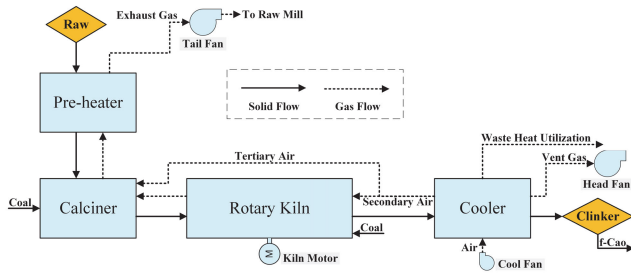 Raw
Exhaust Gas
To Raw Mill
Tail Fan
Pre-heater
Solid Flow
Gas Flow
Waste Heat Utilization
Tertiary Air
Vent Gas
Head Fan
Coal
Calciner
Rotary Kiln
Secondary Air
Cooler
Clinker
Coal
f-Cao
M
Kiln Motor
Air
Cool Fan